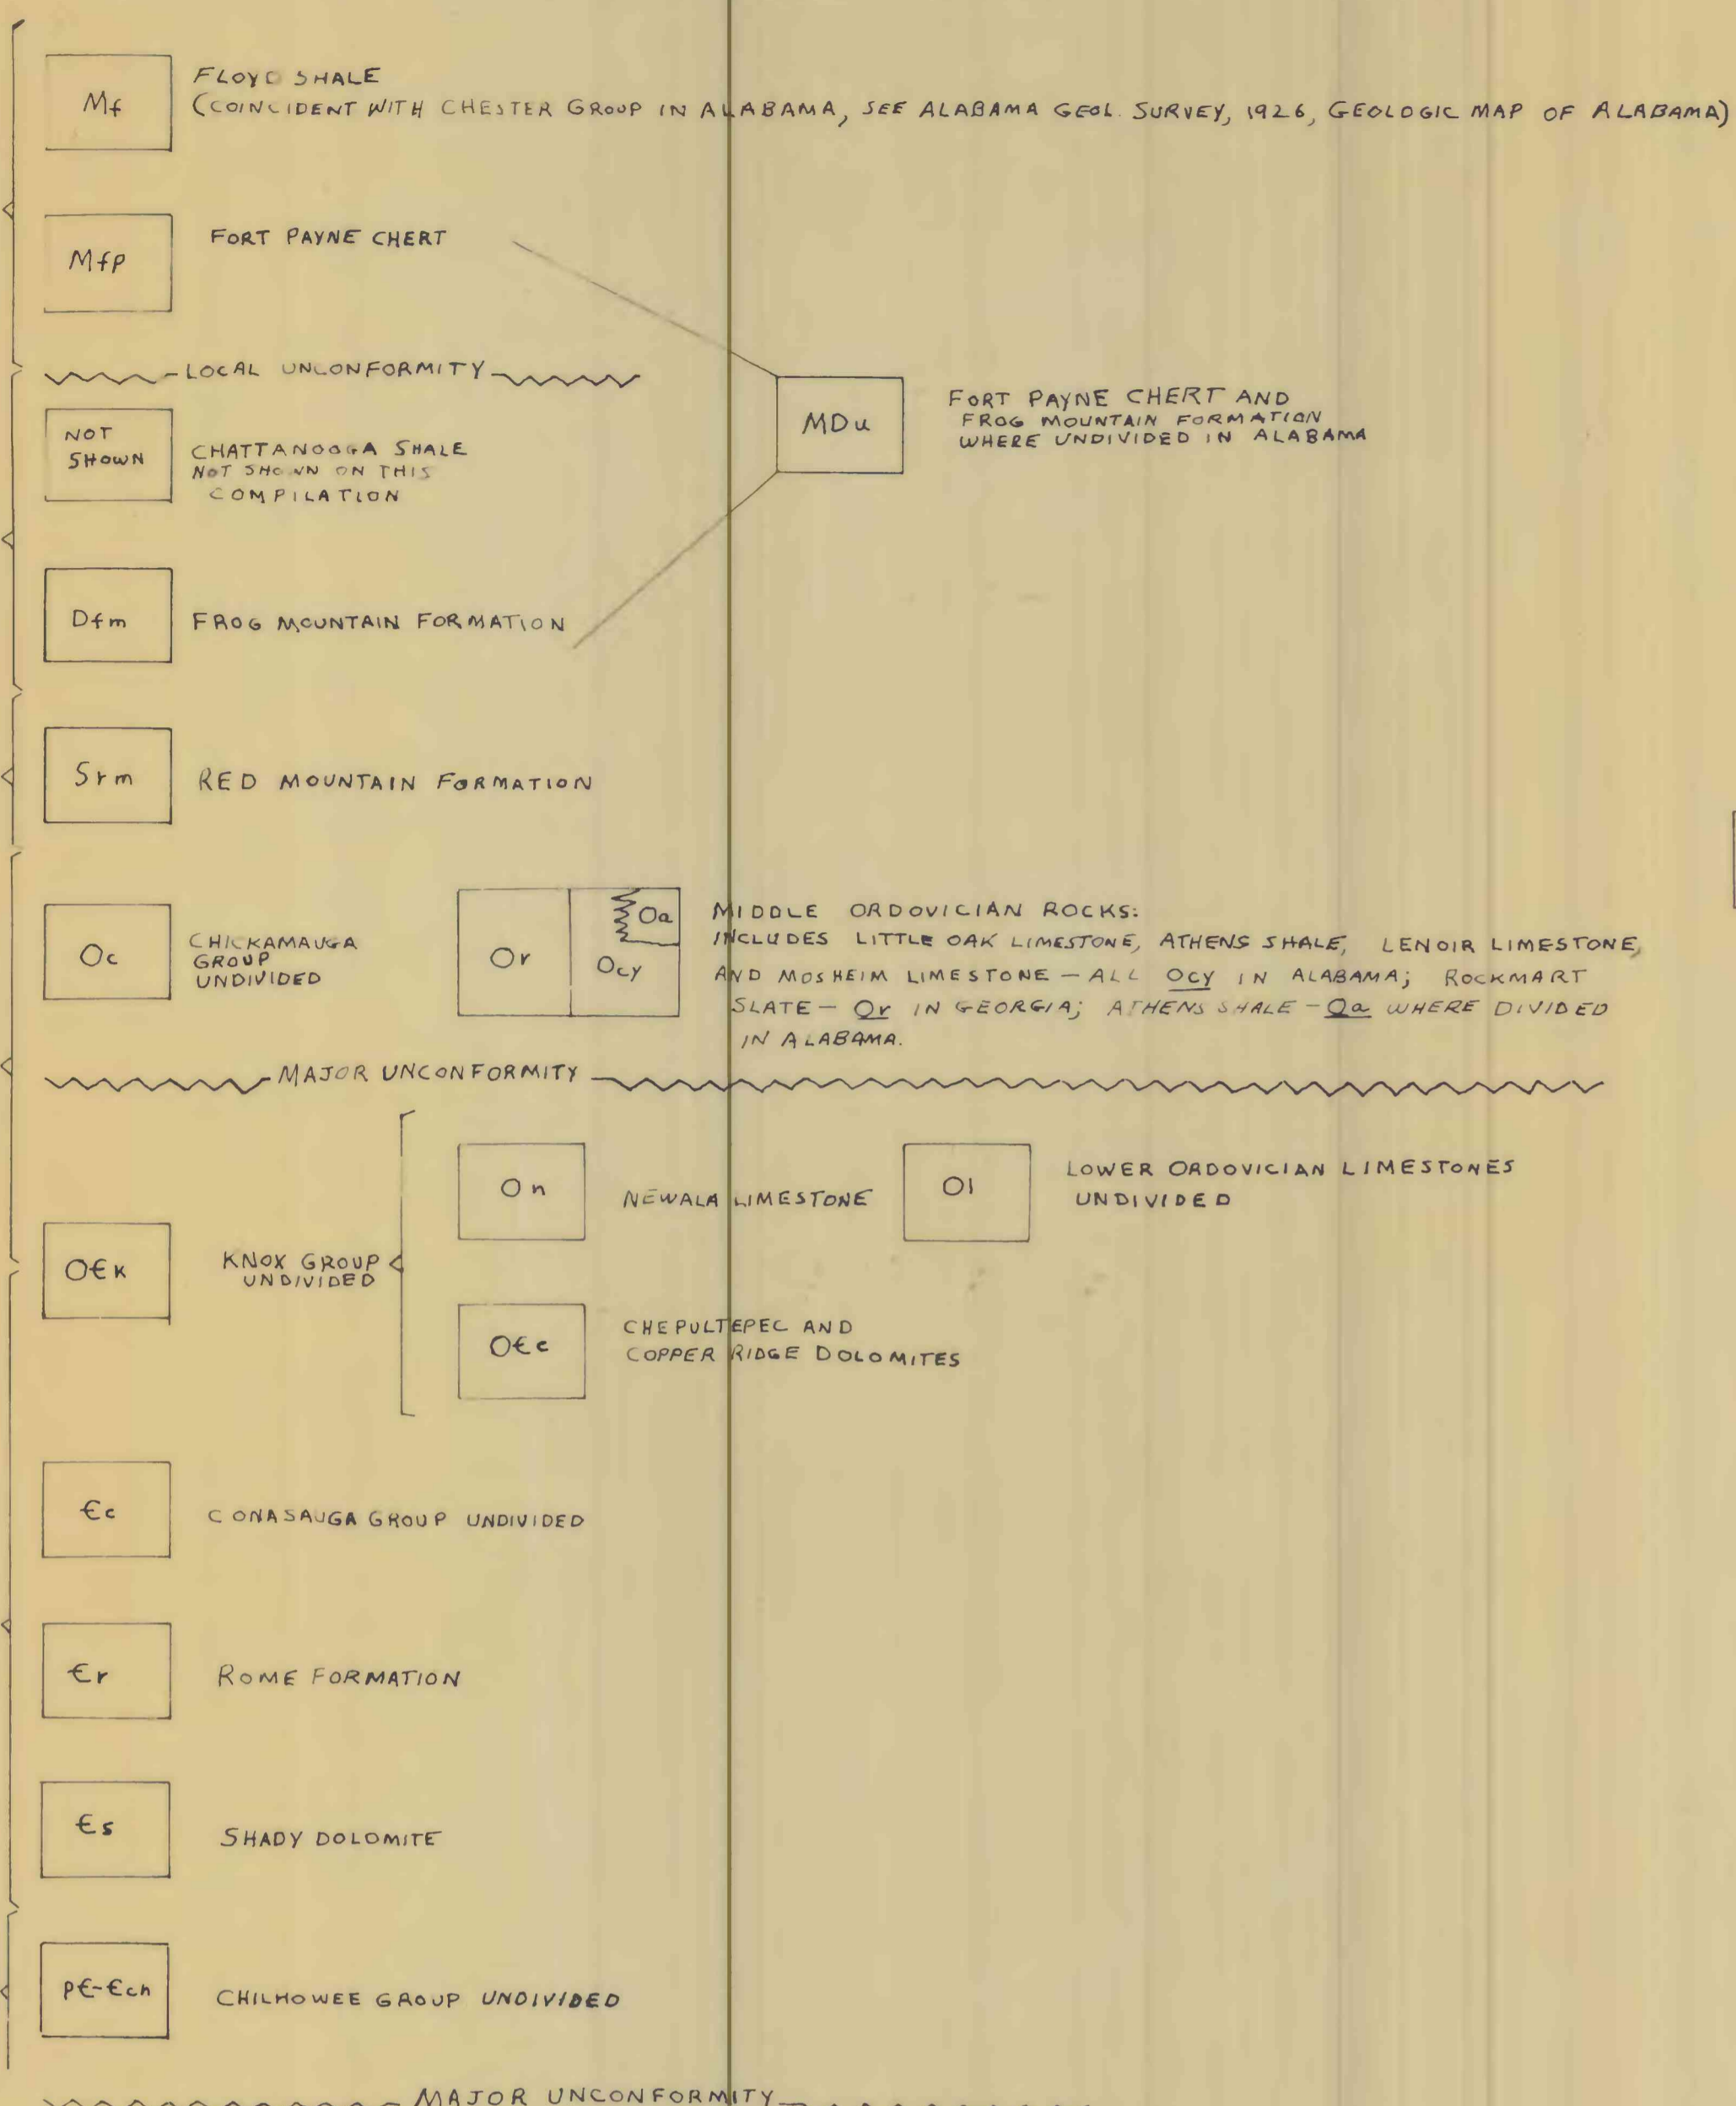 Mf
FLOYD SHALE
(COINCIDENT WITH CHESTER GROUP IN ALABAMA, SEE ALABAMA GEOL. SURVEY, 1926, GEOLOGIC MAP OF ALABAMA)
Mfp
FORT PAYNE CHERT
LOCAL UNCONFORMITY
NOT
SHOWN
CHATTANOOGA SHALE
NOT SHOWN ON THIS
COMPILATION
MDu
FORT PAYNE CHERT AND
FROG MOUNTAIN FORMATION
WHERE UNDIVIDED IN ALABAMA
Dfm
FROG MOUNTAIN FORMATION
Srm
RED MOUNTAIN FORMATION
Oc
CHICKAMAUGA
GROUP
UNDIVIDED
Or
Oa
Ocy
MIDDLE ORDOVICIAN ROCKS:
INCLUDES LITTLE OAK LIMESTONE, ATHENS SHALE, LENOIR LIMESTONE,
AND MOSHEIM LIMESTONE — ALL Ocy IN ALABAMA; ROCKMART
SLATE — Or IN GEORGIA; ATHENS SHALE — Oa WHERE DIVIDED
IN ALABAMA.
MAJOR UNCONFORMITY
O€k
KNOX GROUP
UNDIVIDED
On
NEWALA LIMESTONE
Ol
LOWER ORDOVICIAN LIMESTONES
UNDIVIDED
O€c
CHEPULTEPEC AND
COPPER RIDGE DOLOMITES
€c
CONASAUGA GROUP UNDIVIDED
€r
ROME FORMATION
€s
SHADY DOLOMITE
p€-€ch
CHILHOWEE GROUP UNDIVIDED
MAJOR UNCONFORMITY